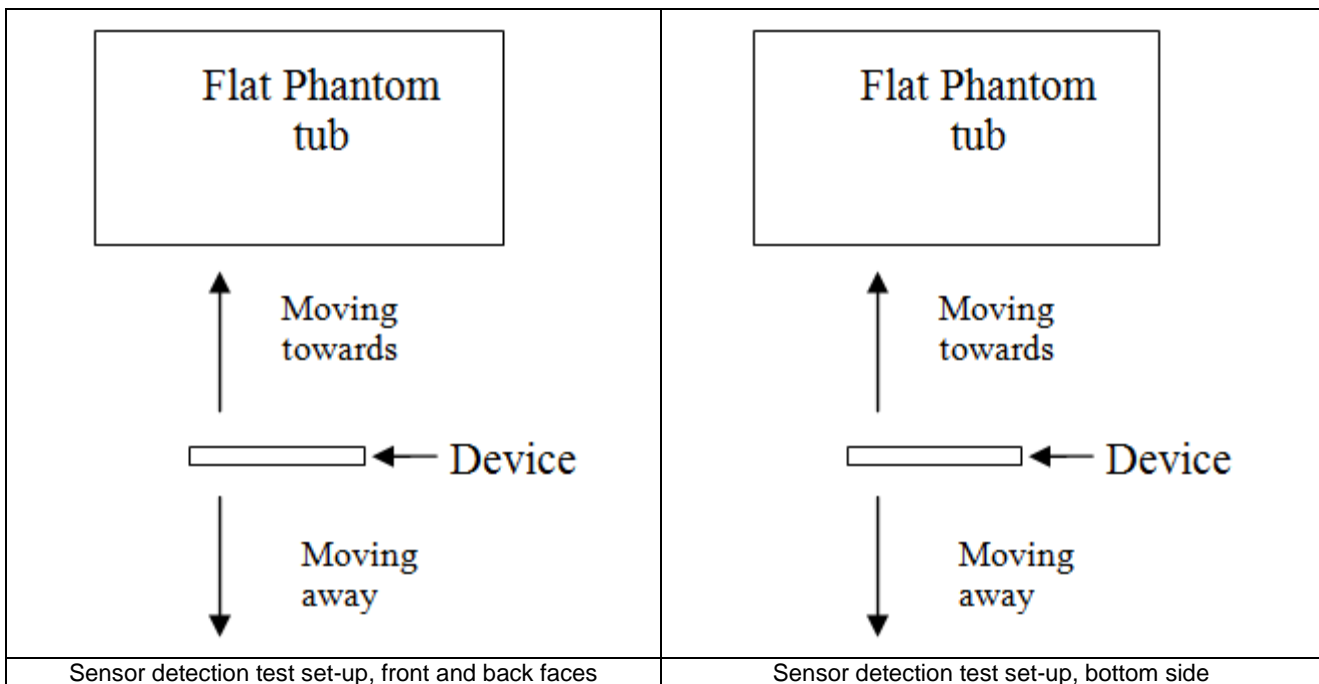 Flat Phantom
tub
Moving
towards
Device
Moving
away
Sensor detection test set-up, front and back faces
Flat Phantom
tub
Moving
towards
Device
Moving
away
Sensor detection test set-up, bottom side